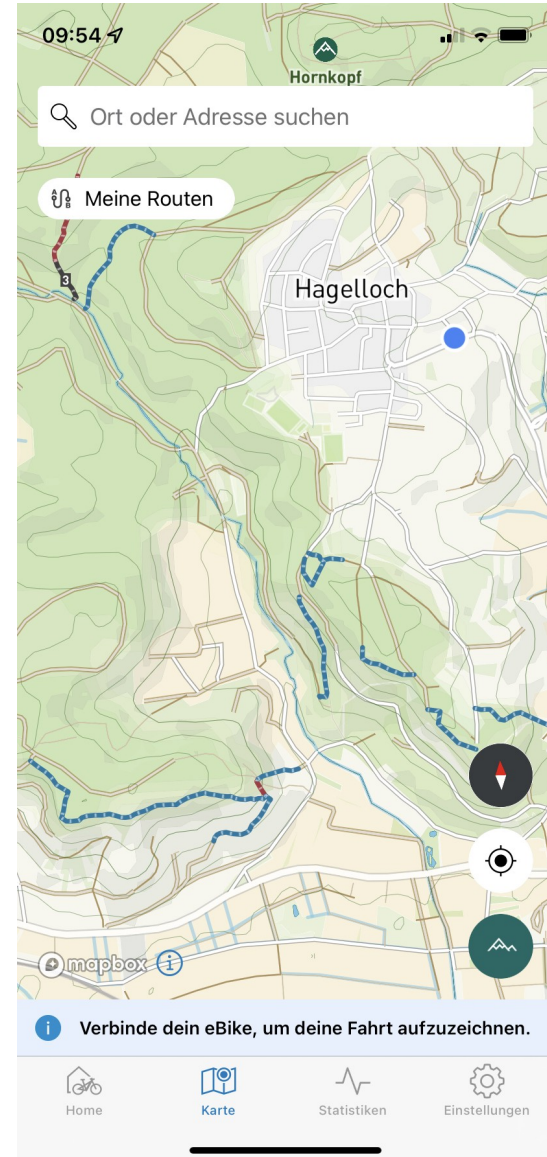 09:54
Hornkopf
Ort oder Adresse suchen
Meine Routen
3
Hagelloch
mapbox
Verbinde dein eBike, um deine Fahrt aufzuzeichnen.
Home
Karte
Statistiken
Einstellungen